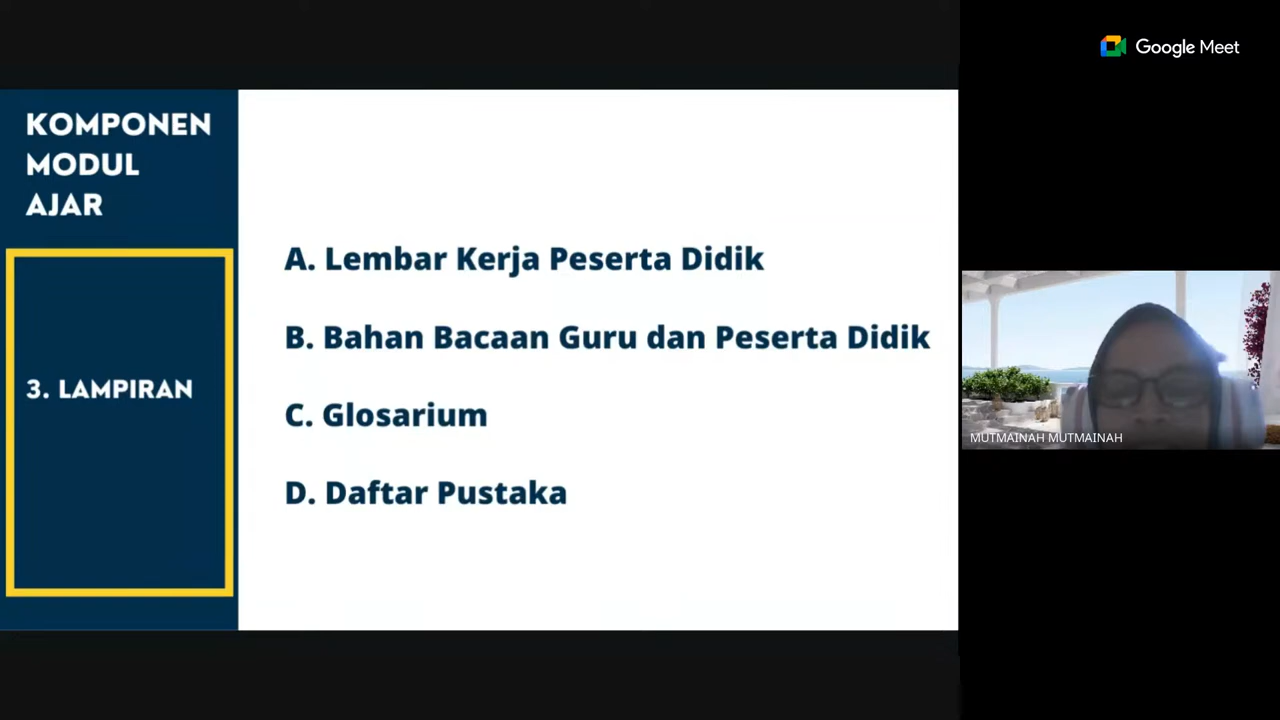 Google Meet
KOMPONEN
MODUL
AJAR
3. LAMPIRAN
A. Lembar Kerja Peserta Didik
B. Bahan Bacaan Guru dan Peserta Didik
C. Glosarium
D. Daftar Pustaka
MUTMAINAH MUTMAINAH